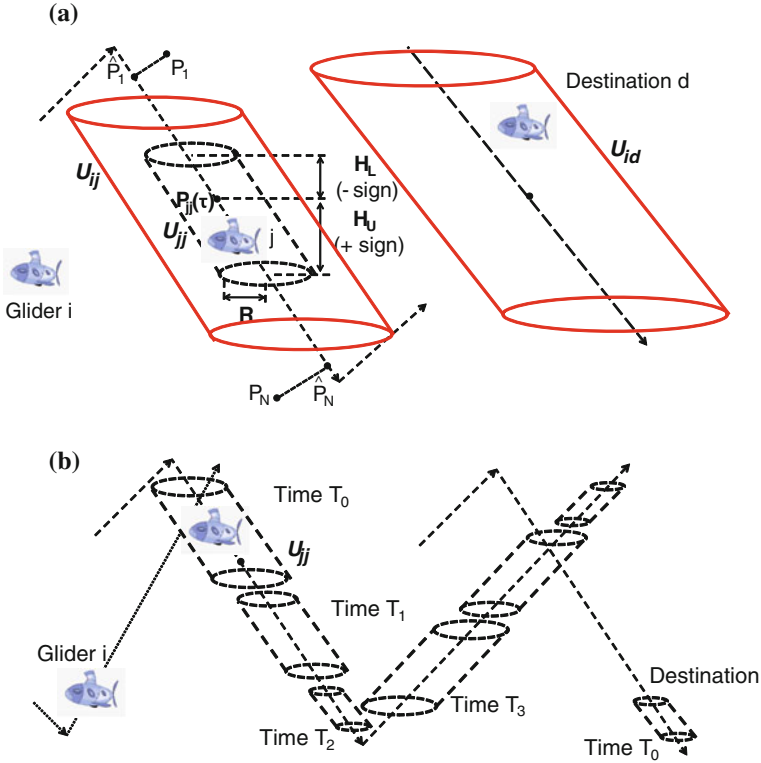 (a)
P̂1
P1
Destination d
Uij
HL
(- sign)
Uid
Pjj(τ)
Ujj
j
HU
(+ sign)
Glider i
R
PN
P̂N
(b)
Time T0
Ujj
Time T1
Glider i
Destination
Time T2
Time T3
Time T0